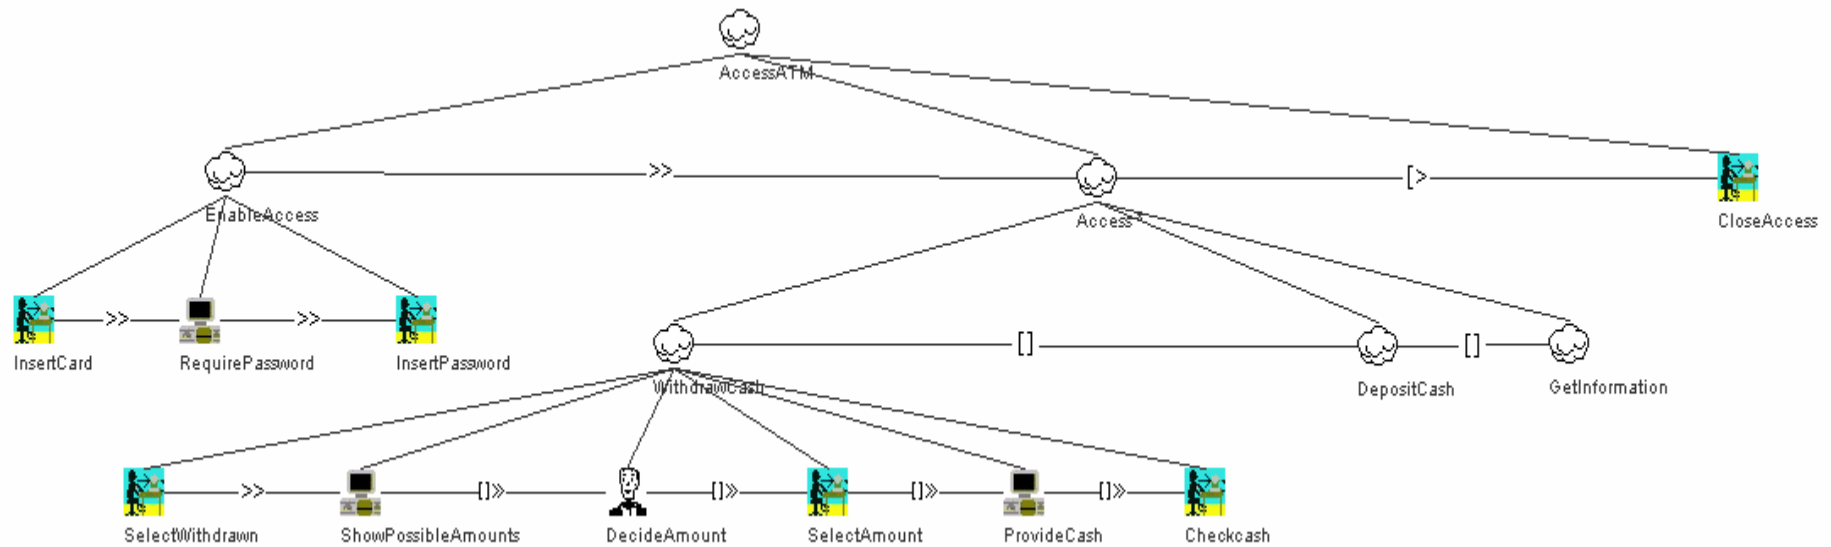 AccessATM
>> [>
EnableAccess Access* CloseAccess
>> >> [] []
InsertCard RequirePassword InsertPassword WithdrawCash DepositCash GetInformation
>> []» []» []» []»
SelectWithdrawn ShowPossibleAmounts DecideAmount SelectAmount ProvideCash Checkcash